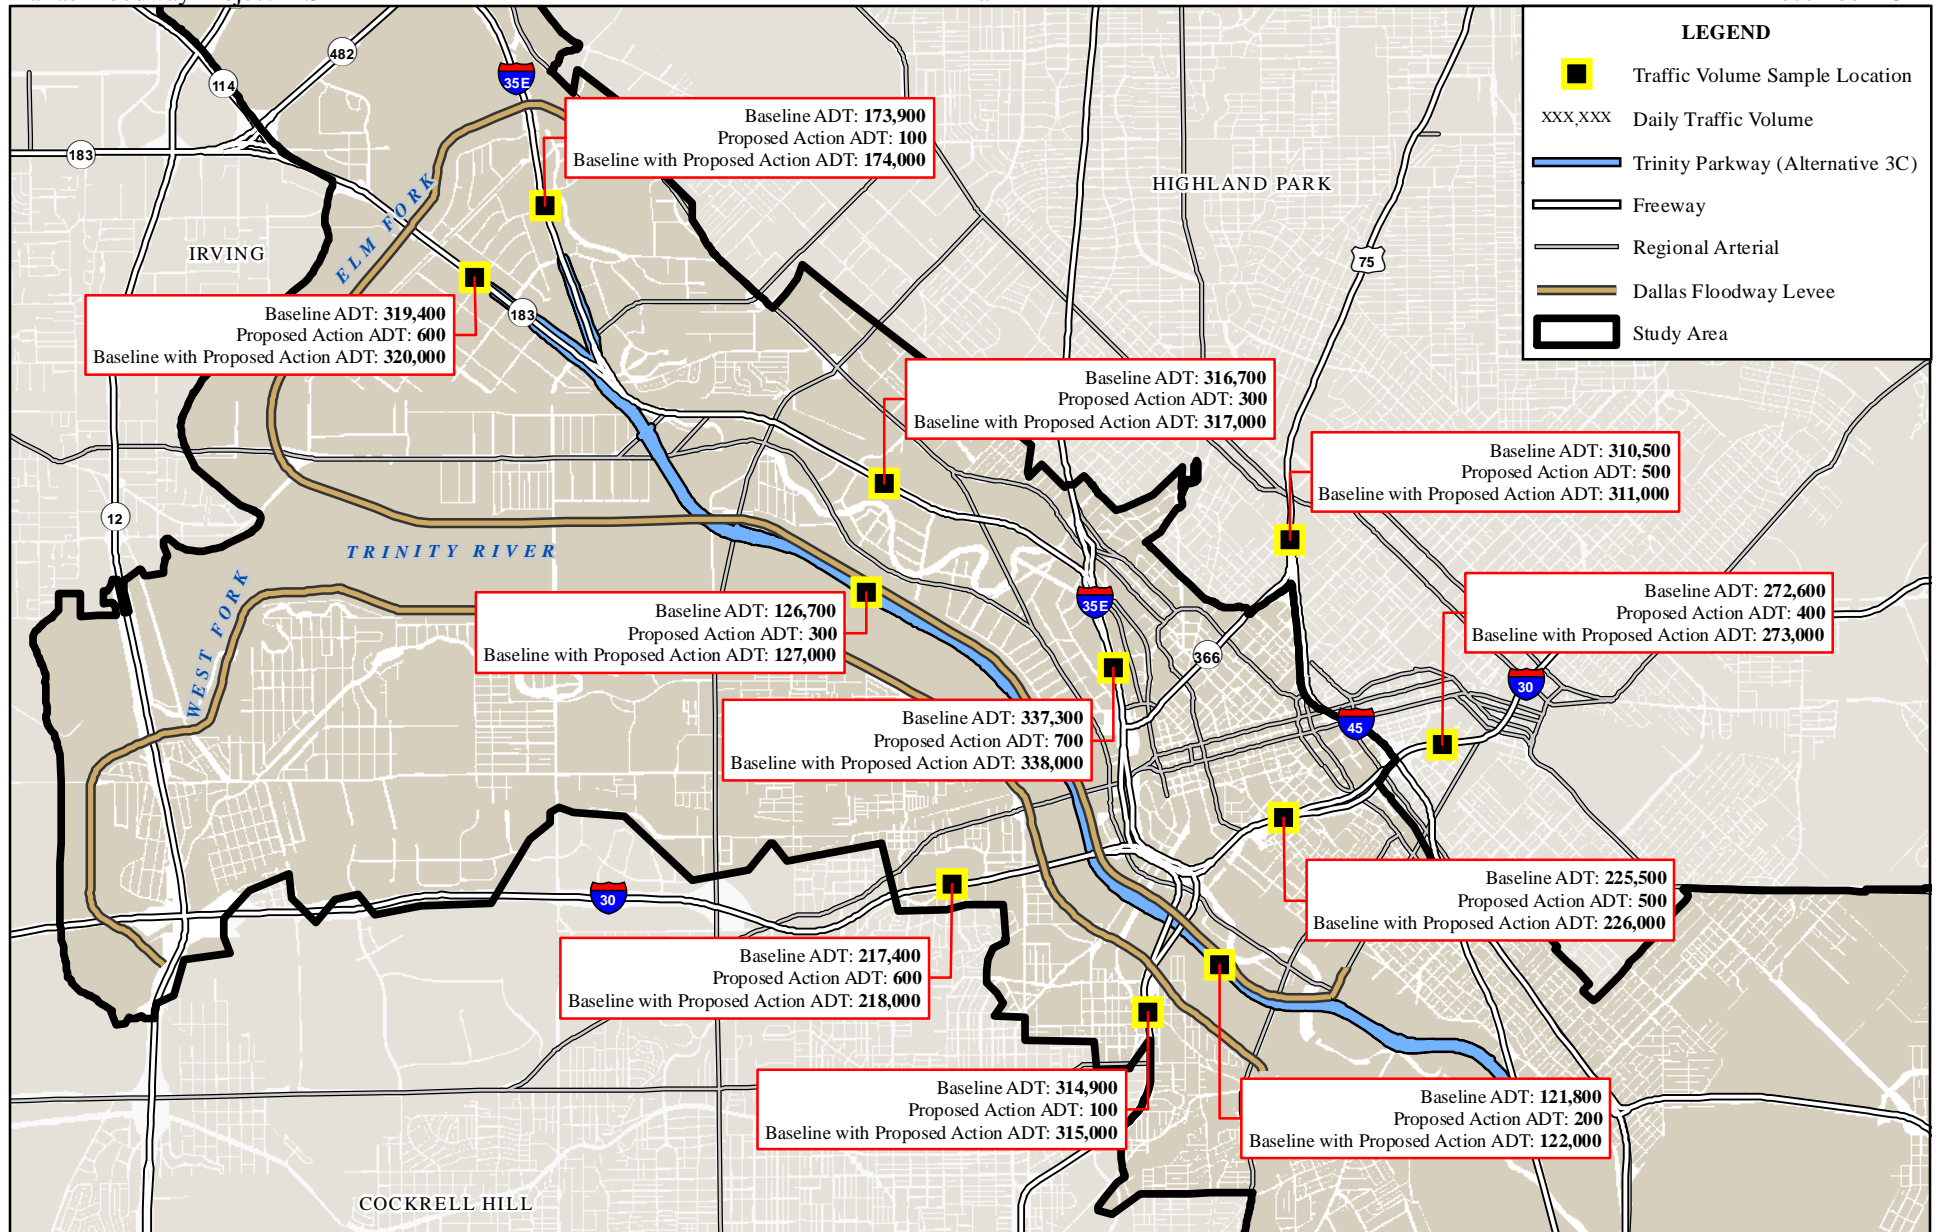 LEGEND
Traffic Volume Sample Location
XXX,XXX Daily Traffic Volume
Trinity Parkway (Alternative 3C)
Freeway
Regional Arterial
Dallas Floodway Levee
Study Area
482
114
35E
183
Baseline ADT: 173,900
Proposed Action ADT: 100
Baseline with Proposed Action ADT: 174,000
HIGHLAND PARK
IRVING
ELM FORK
75
Baseline ADT: 319,400
Proposed Action ADT: 600
Baseline with Proposed Action ADT: 320,000
183
Baseline ADT: 316,700
Proposed Action ADT: 300
Baseline with Proposed Action ADT: 317,000
Baseline ADT: 310,500
Proposed Action ADT: 500
Baseline with Proposed Action ADT: 311,000
12
TRINITY RIVER
WEST FORK
35E
Baseline ADT: 126,700
Proposed Action ADT: 300
Baseline with Proposed Action ADT: 127,000
Baseline ADT: 272,600
Proposed Action ADT: 400
Baseline with Proposed Action ADT: 273,000
366
30
45
Baseline ADT: 337,300
Proposed Action ADT: 700
Baseline with Proposed Action ADT: 338,000
30
Baseline ADT: 225,500
Proposed Action ADT: 500
Baseline with Proposed Action ADT: 226,000
Baseline ADT: 217,400
Proposed Action ADT: 600
Baseline with Proposed Action ADT: 218,000
Baseline ADT: 314,900
Proposed Action ADT: 100
Baseline with Proposed Action ADT: 315,000
Baseline ADT: 121,800
Proposed Action ADT: 200
Baseline with Proposed Action ADT: 122,000
COCKRELL HILL